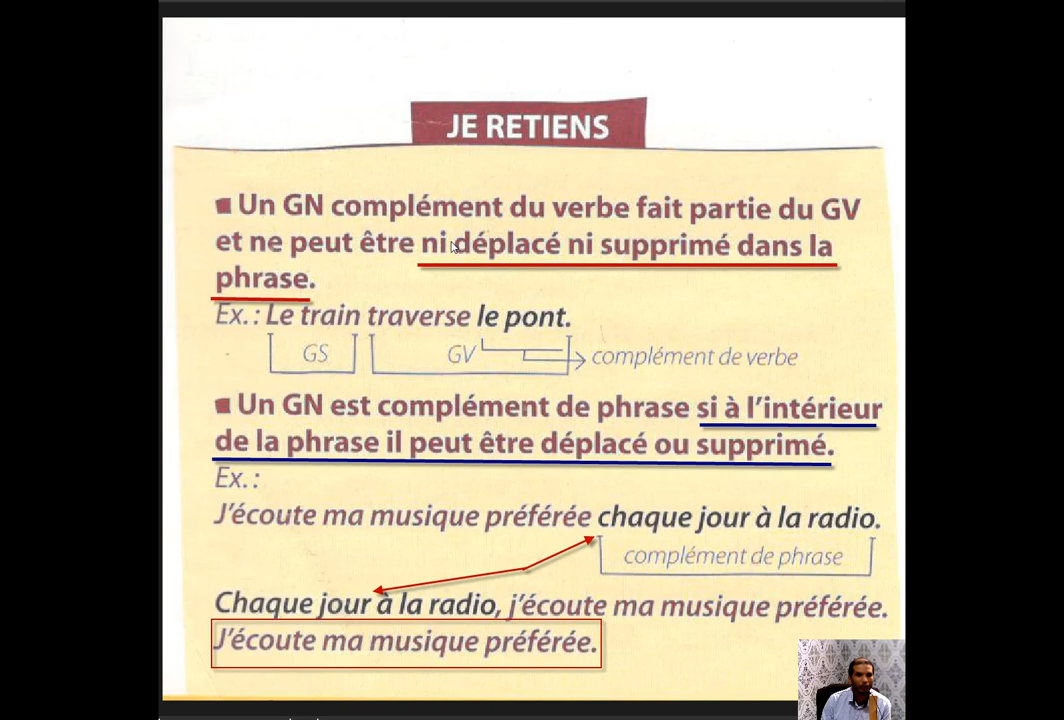 JE RETIENS
Un GN complément du verbe fait partie du GV
et ne peut être ni déplacé ni supprimé dans la
phrase.
Ex. : Le train traverse le pont.
GS GV complément de verbe
Un GN est complément de phrase si à l'intérieur
de la phrase il peut être déplacé ou supprimé.
Ex. :
J'écoute ma musique préférée chaque jour à la radio.
complément de phrase
Chaque jour à la radio, j'écoute ma musique préférée.
J'écoute ma musique préférée.